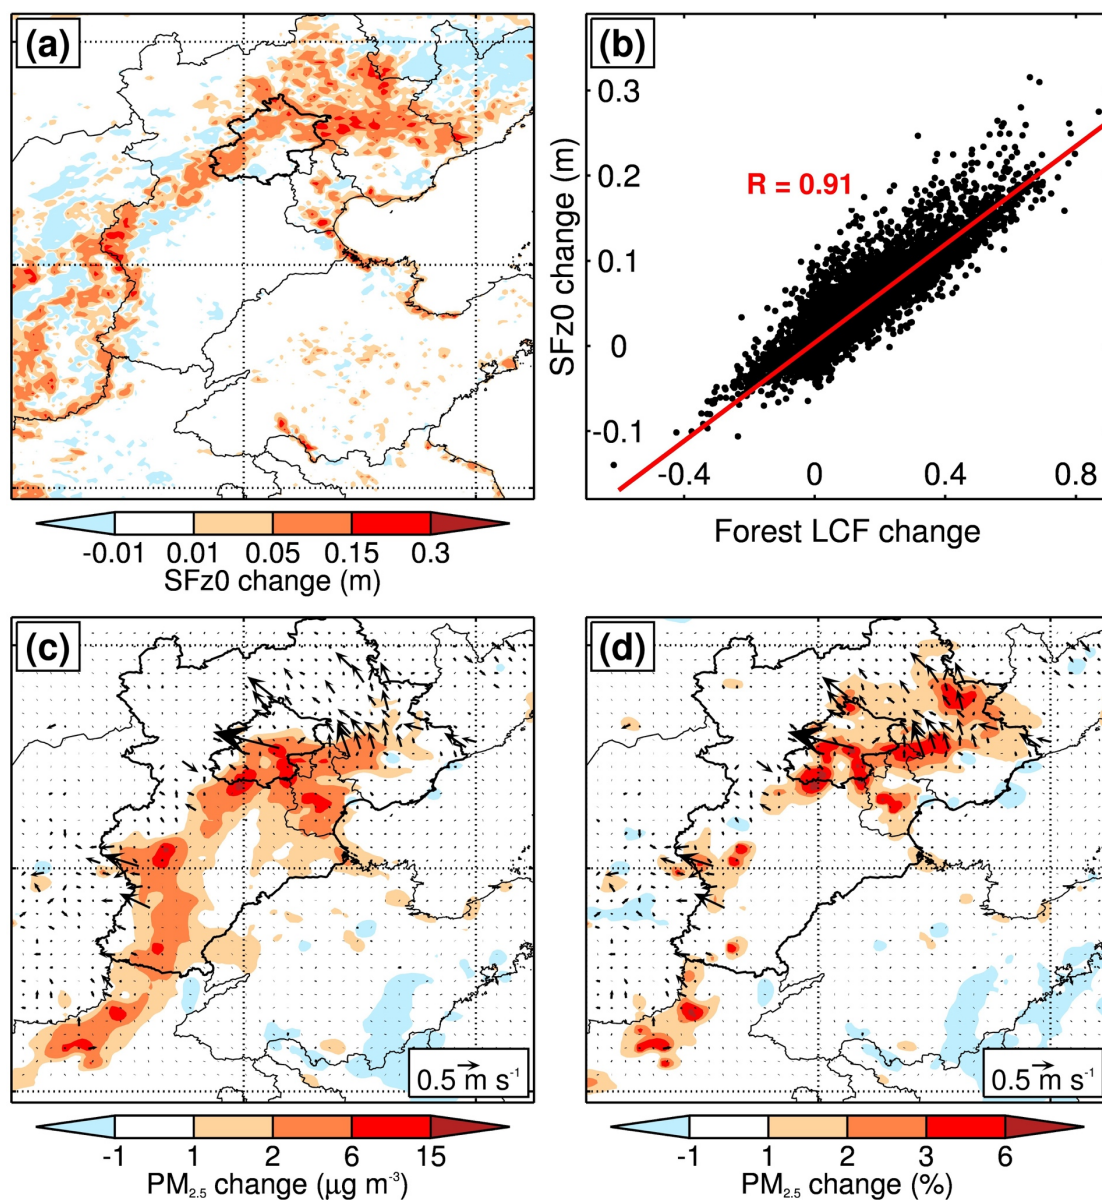 (a)
-0.01 0.01 0.05 0.15 0.3
SFz0 change (m)
(b)
SFz0 change (m)
0.3
0.2
0.1
0
-0.1
R = 0.91
-0.4 0 0.4 0.8
Forest LCF change
(c)
0.5 m s⁻¹
-1 1 2 6 15
PM₂.₅ change (μg m⁻³)
(d)
0.5 m s⁻¹
-1 1 2 3 6
PM₂.₅ change (%)